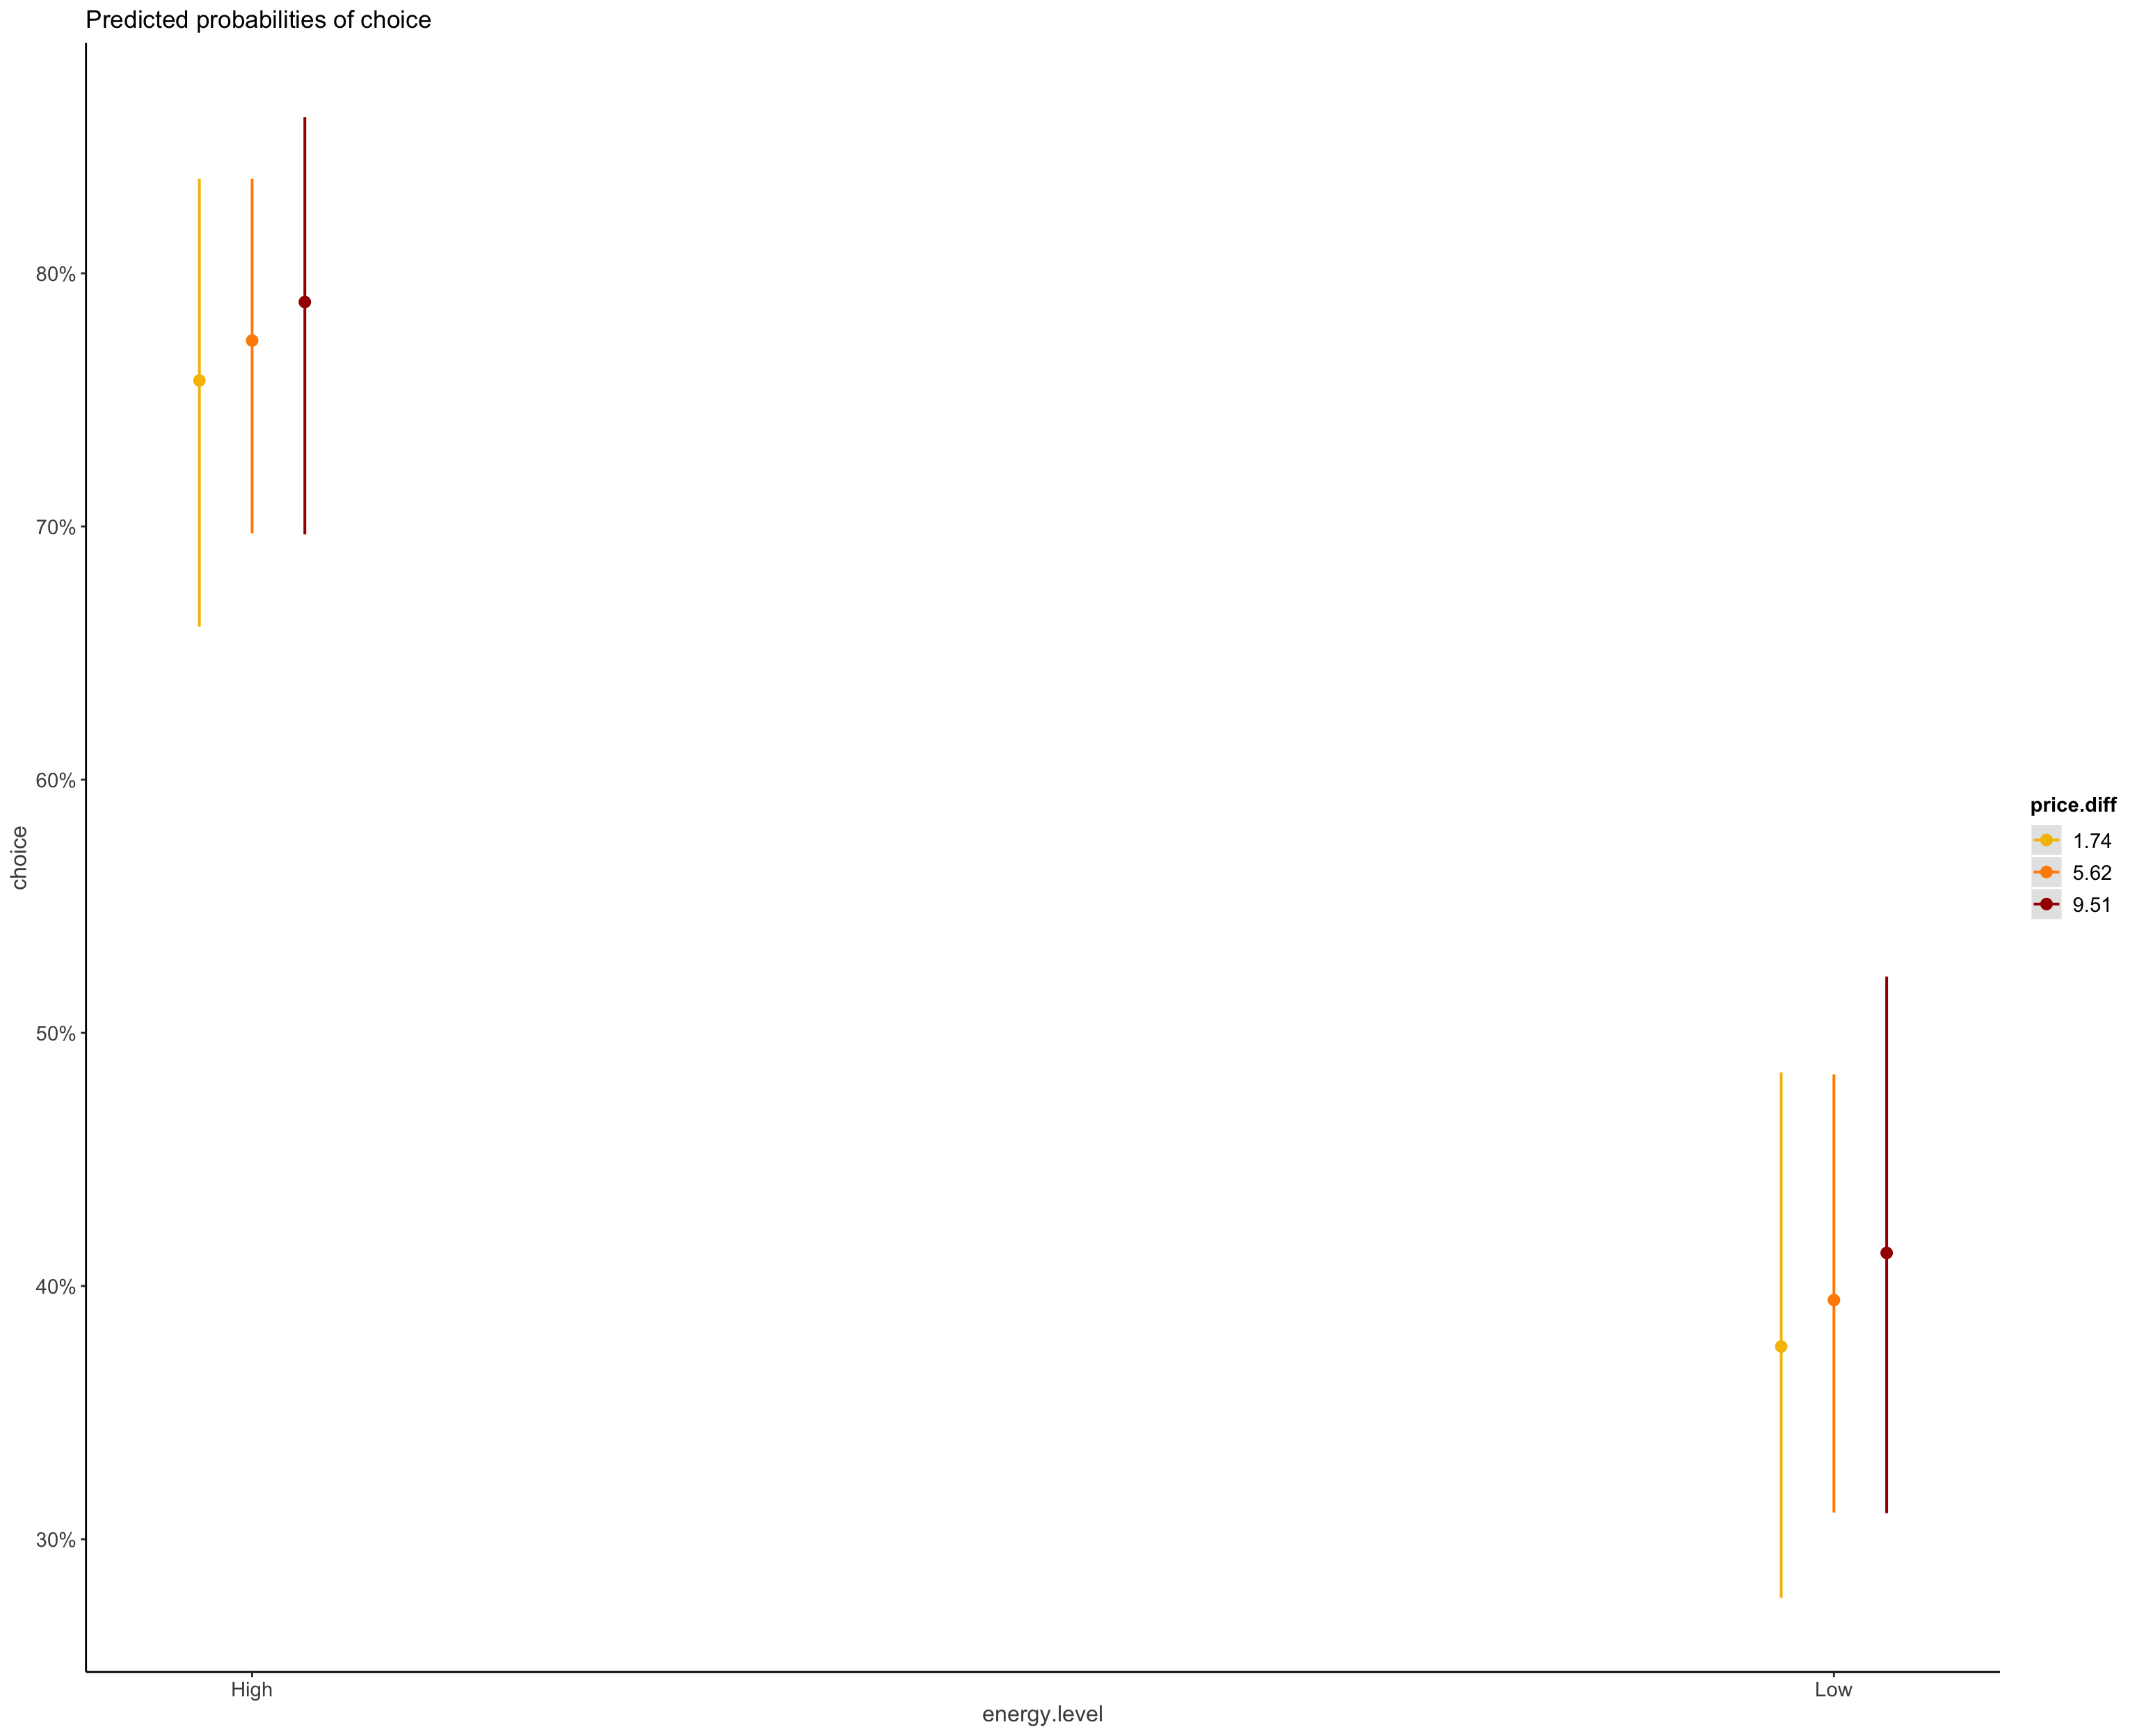 Predicted probabilities of choice
80%
70%
60%
50%
40%
30%
choice
High
Low
energy.level
price.diff
1.74
5.62
9.51